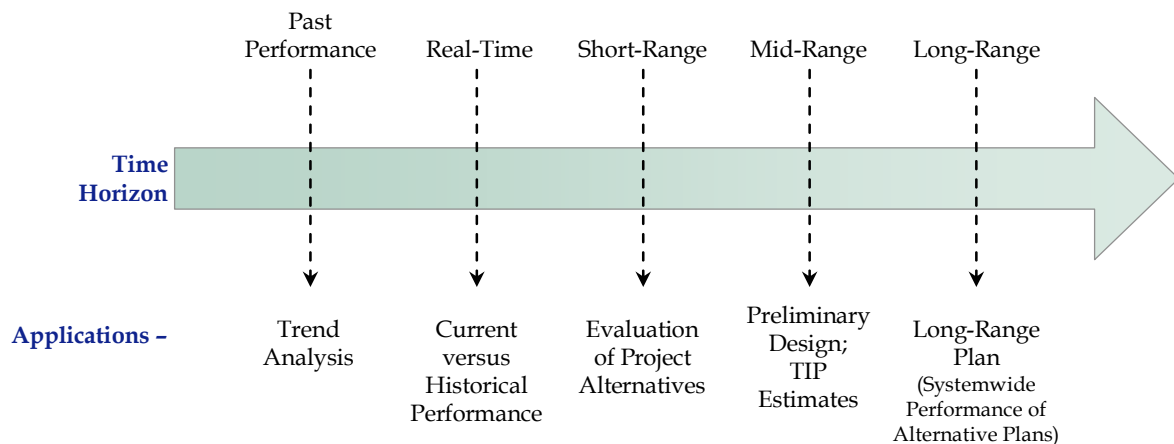 Past
Performance
Real-Time
Short-Range
Mid-Range
Long-Range
Time
Horizon
Applications –
Trend
Analysis
Current
versus
Historical
Performance
Evaluation
of Project
Alternatives
Preliminary
Design;
TIP
Estimates
Long-Range
Plan
(Systemwide
Performance of
Alternative Plans)